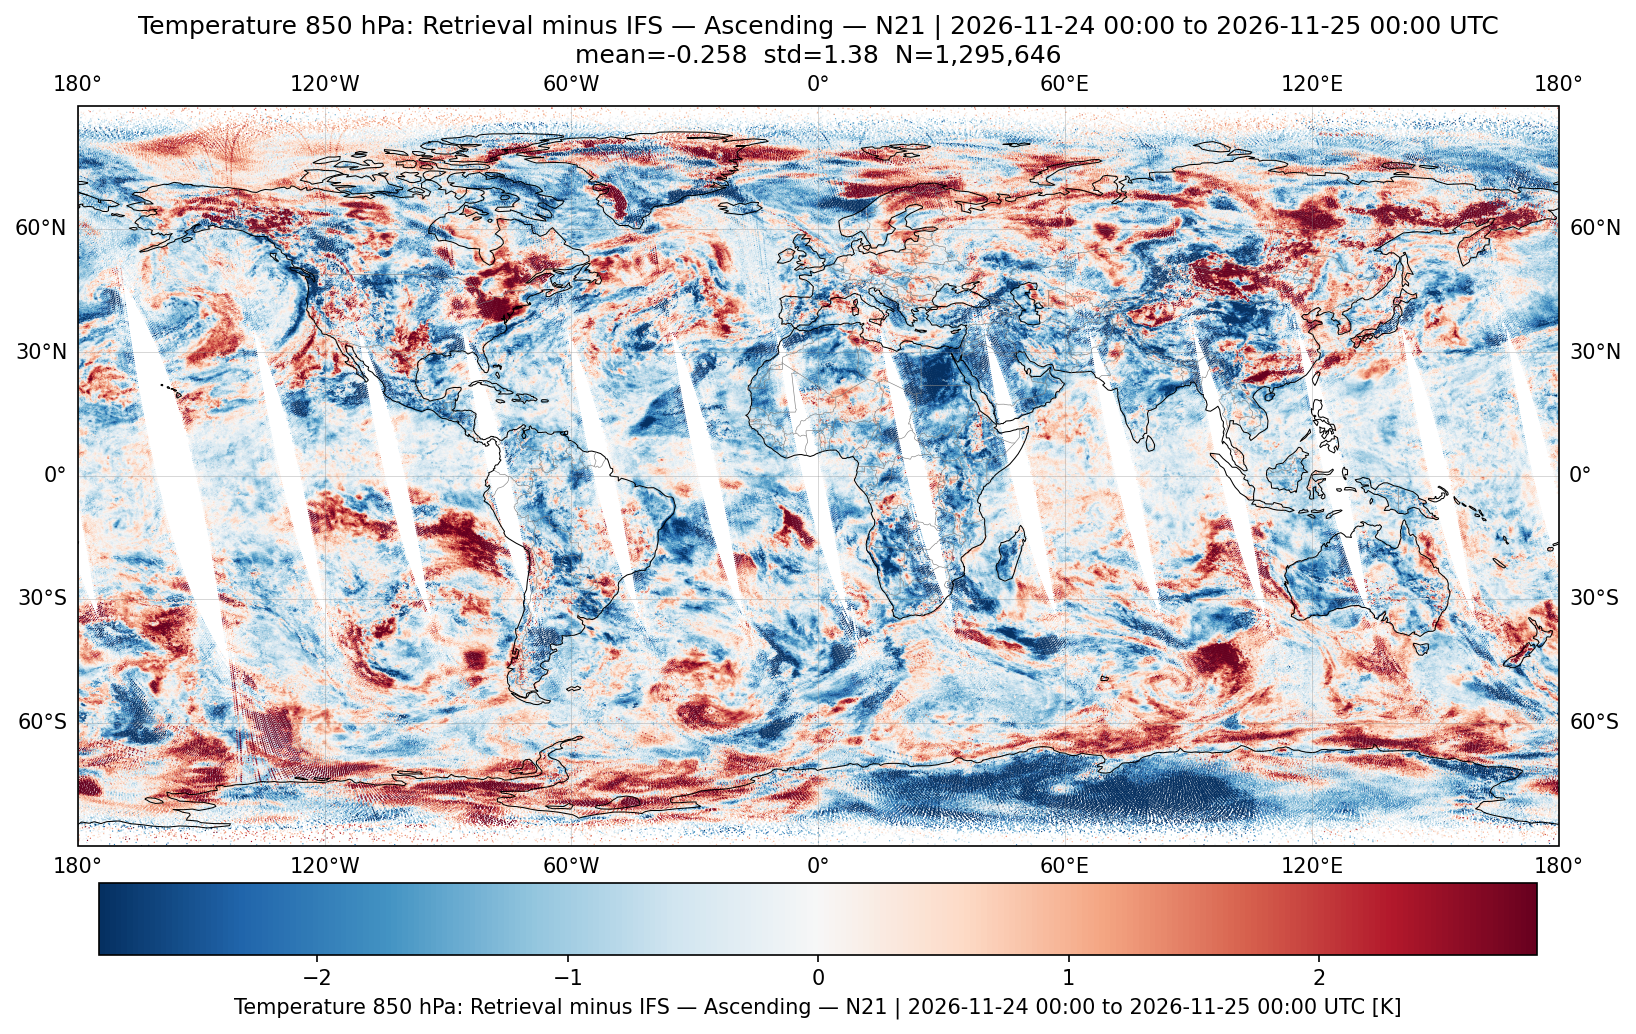 Temperature 850 hPa: Retrieval minus IFS — Ascending — N21 | 2026-11-24 00:00 to 2026-11-25 00:00 UTC
mean=-0.258  std=1.38  N=1,295,646
180° 120°W 60°W 0° 60°E 120°E 180°
60°N 60°N
30°N 30°N
0° 0°
30°S 30°S
60°S 60°S
180° 120°W 60°W 0° 60°E 120°E 180°
−2 −1 0 1 2
Temperature 850 hPa: Retrieval minus IFS — Ascending — N21 | 2026-11-24 00:00 to 2026-11-25 00:00 UTC [K]